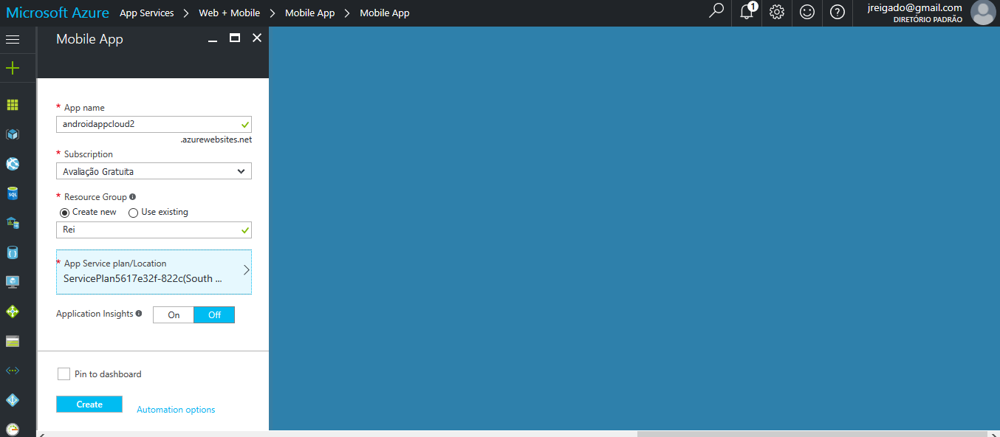 Microsoft Azure App Services > Web + Mobile > Mobile App > Mobile App
1
jreigado@gmail.com
DIRETÓRIO PADRÃO
Mobile App
* App name
androidappcloud2
.azurewebsites.net
* Subscription
Avaliação Gratuita
* Resource Group
Create new Use existing
Rei
* App Service plan/Location
ServicePlan5617e32f-822c(South ...
Application Insights On Off
Pin to dashboard
Create Automation options